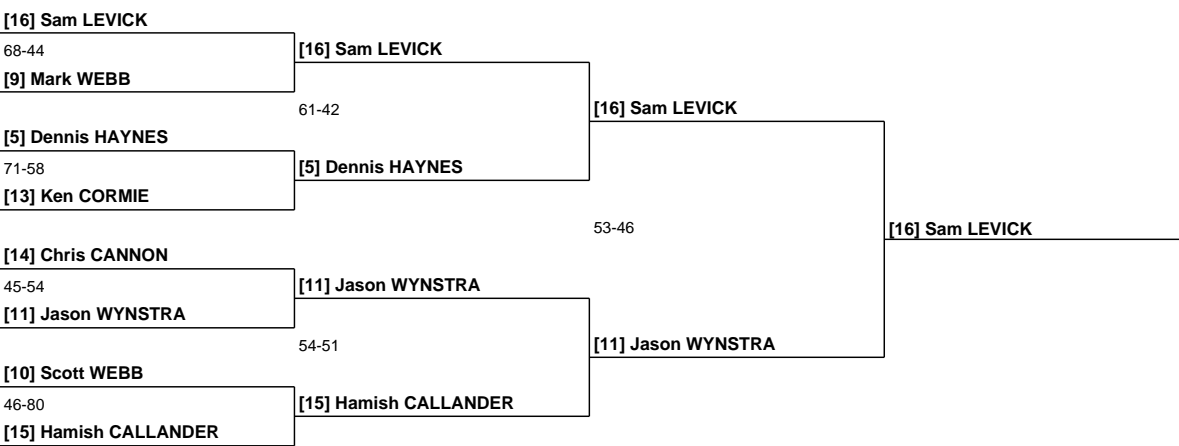 [16] Sam LEVICK
68-44
[9] Mark WEBB
[5] Dennis HAYNES
71-58
[13] Ken CORMIE
[14] Chris CANNON
45-54
[11] Jason WYNSTRA
[10] Scott WEBB
46-80
[15] Hamish CALLANDER
[16] Sam LEVICK
61-42
[5] Dennis HAYNES
[11] Jason WYNSTRA
54-51
[15] Hamish CALLANDER
[16] Sam LEVICK
53-46
[11] Jason WYNSTRA
[16] Sam LEVICK